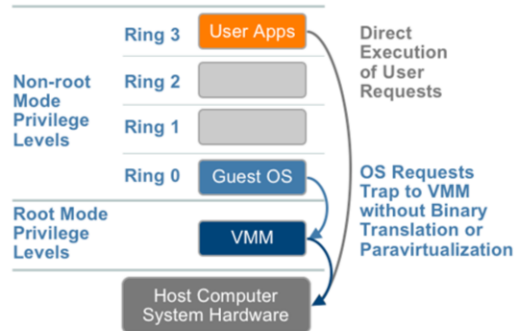 Ring 3
User Apps
Direct
Execution
of User
Requests
Non-root
Mode
Privilege
Levels
Ring 2
Ring 1
Ring 0
Guest OS
OS Requests
Trap to VMM
without Binary
Translation or
Paravirtualization
Root Mode
Privilege
Levels
VMM
Host Computer
System Hardware